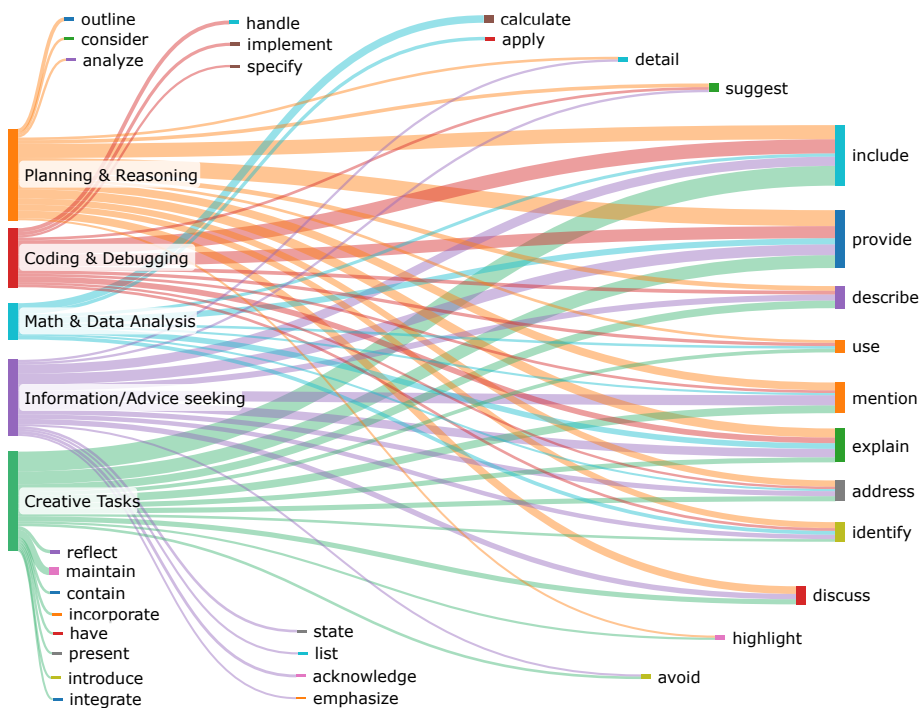 outline
consider
analyze
handle
implement
specify
calculate
apply
detail
suggest
include
Planning & Reasoning
provide
Coding & Debugging
describe
Math & Data Analysis
use
Information/Advice seeking
mention
explain
address
Creative Tasks
identify
reflect
maintain
contain
discuss
incorporate
have
state
highlight
present
list
introduce
acknowledge
avoid
integrate
emphasize